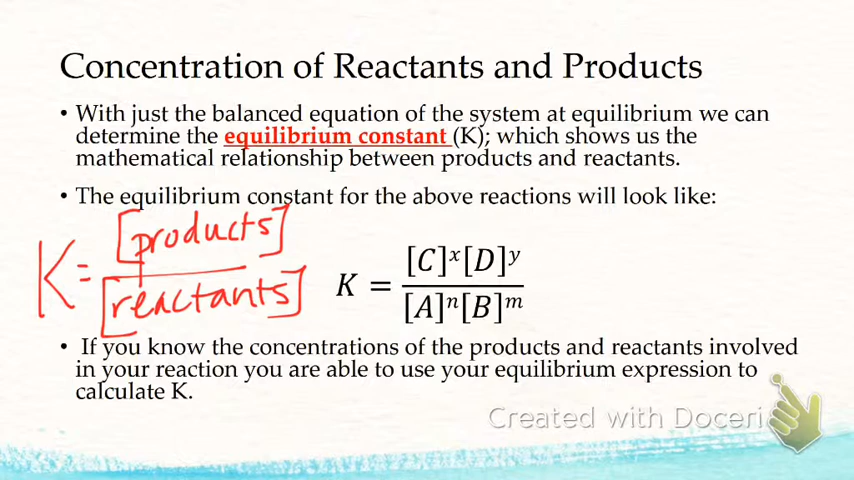 Concentration of Reactants and Products
• With just the balanced equation of the system at equilibrium we can
determine the equilibrium constant (K); which shows us the
mathematical relationship between products and reactants.
• The equilibrium constant for the above reactions will look like:
K = [products] / [reactants]
K = [C]ˣ[D]ʸ / [A]ⁿ[B]ᵐ
• If you know the concentrations of the products and reactants involved
in your reaction you are able to use your equilibrium expression to
calculate K.
Created with Doceri